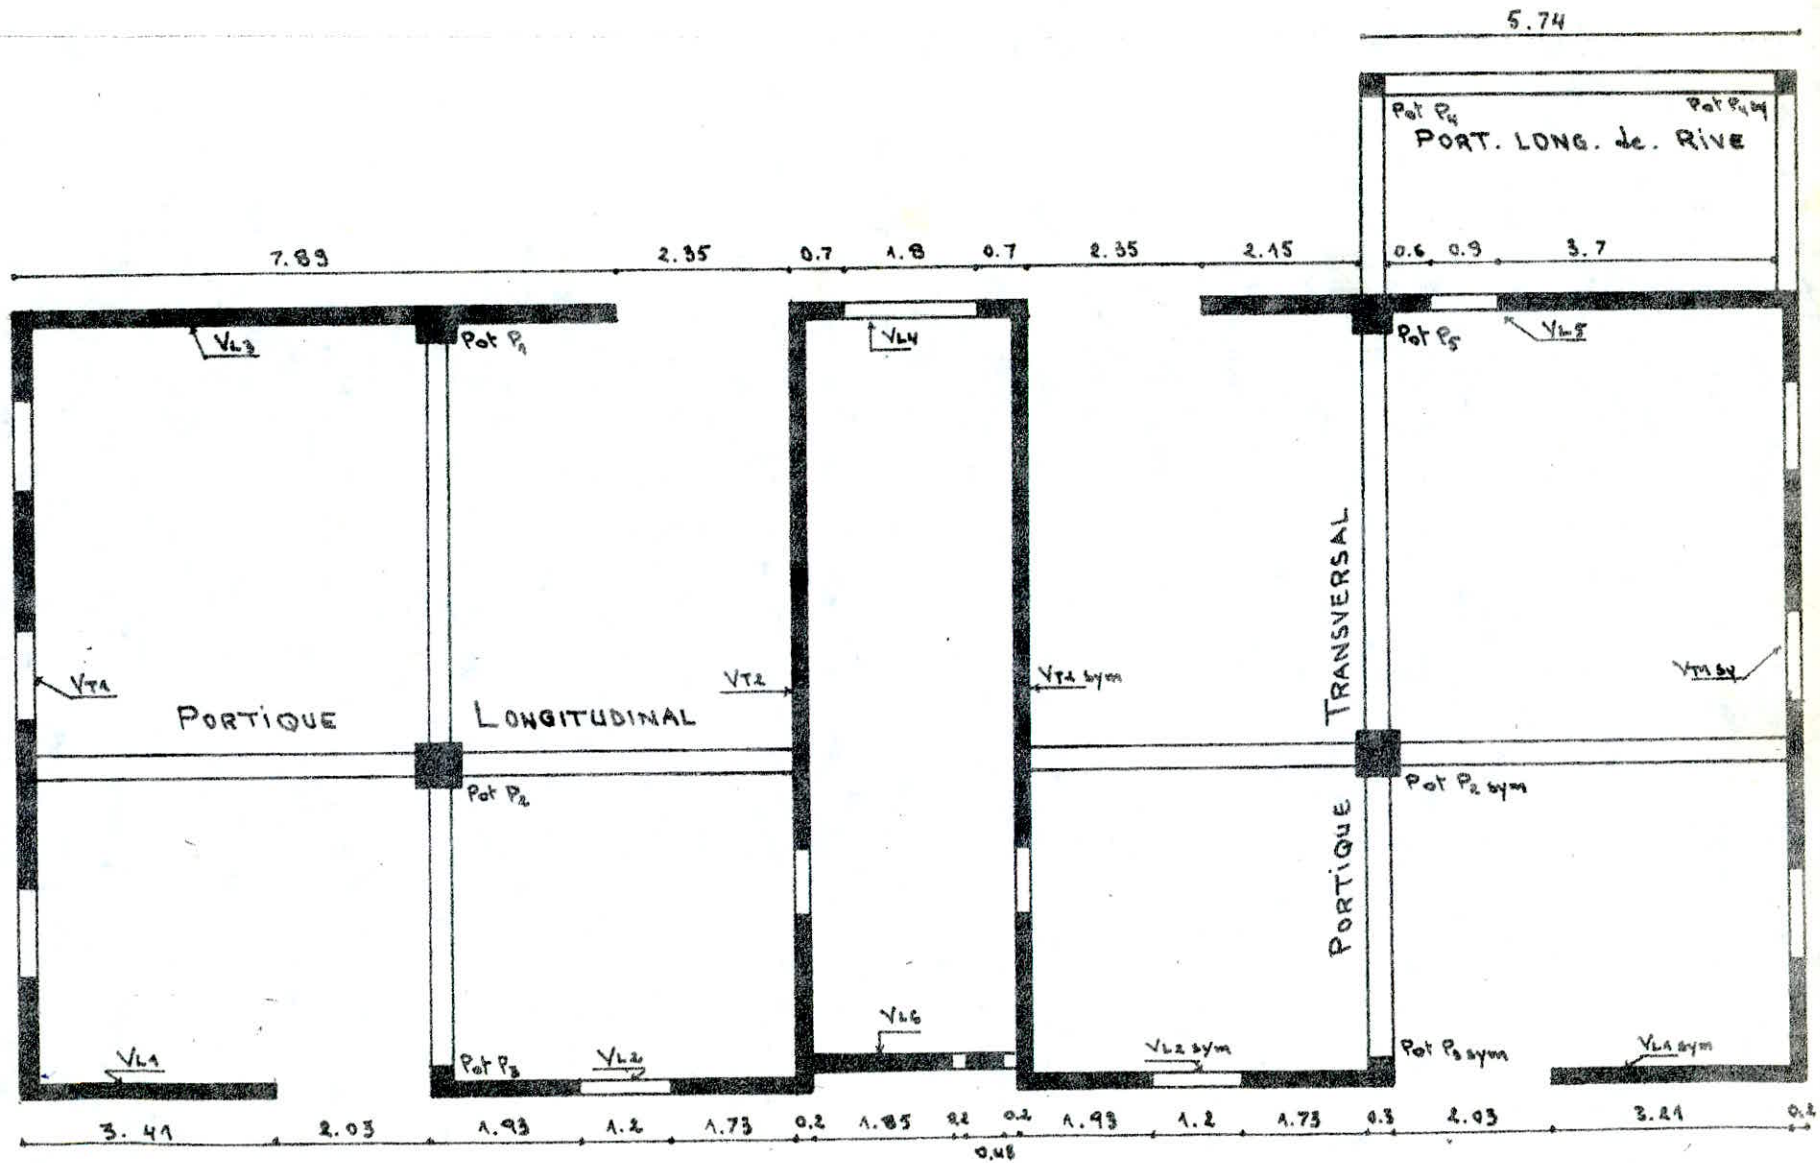 5.74
Pot P4
Pot P4 sy
PORT. LONG. de. RIVE
7.89
2.35
0.7
1.8
0.7
2.35
2.15
0.6
0.9
3.7
VL3
Pot P1
VL4
Pot P5
VL5
VT1
VT2
VT2 sym
VT1 sy
PORTIQUE
LONGITUDINAL
PORTIQUE
TRANSVERSAL
Pot P2
Pot P2 sym
VL1
Pot P3
VL2
VL6
VL2 sym
Pot P3 sym
VL1 sym
3.41
2.03
1.93
1.2
1.73
0.2
1.85
0.2
1.93
1.2
1.73
0.3
2.03
3.21
0.2
0,48